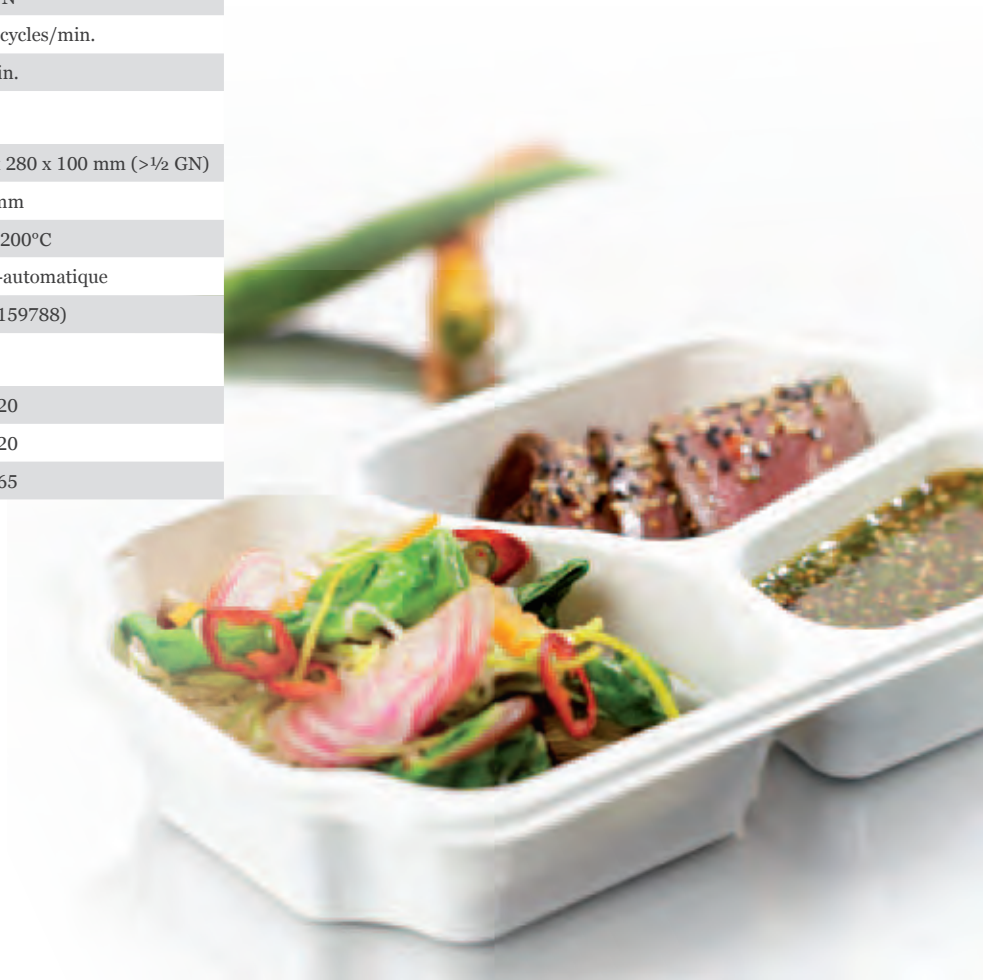 N
cycles/min.
in.
280 x 100 mm (>½ GN)
mm
200°C
-automatique
159788)
20
20
65